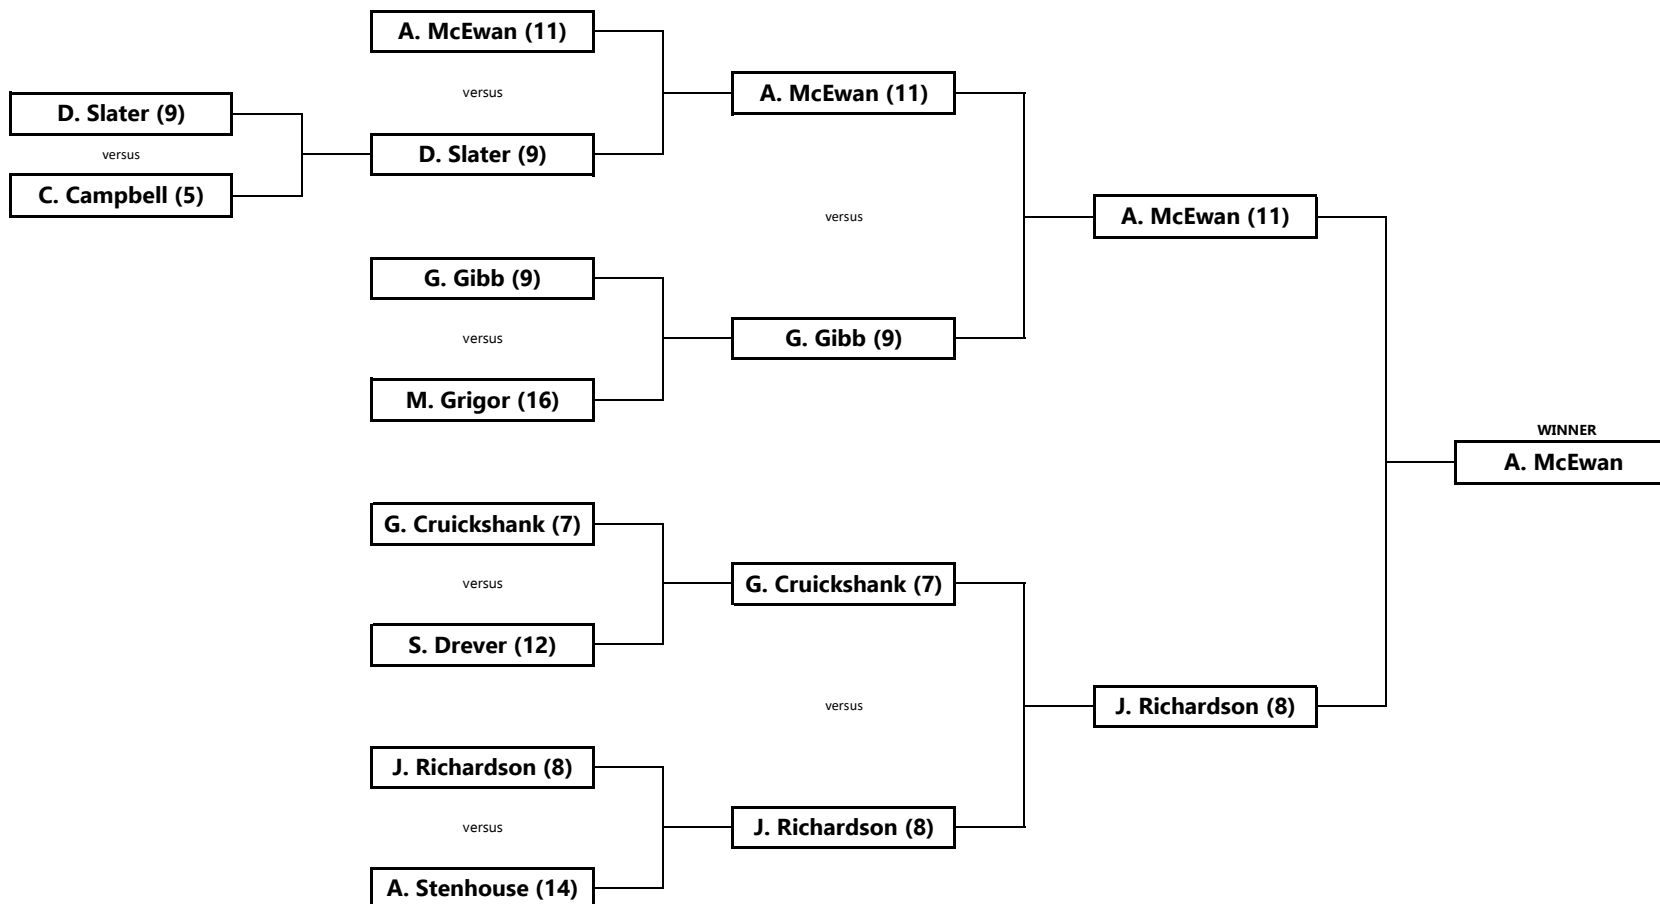 D. Slater (9)
versus
C. Campbell (5)
A. McEwan (11)
versus
D. Slater (9)
G. Gibb (9)
versus
M. Grigor (16)
G. Cruickshank (7)
versus
S. Drever (12)
J. Richardson (8)
versus
A. Stenhouse (14)
A. McEwan (11)
versus
G. Gibb (9)
G. Cruickshank (7)
versus
J. Richardson (8)
A. McEwan (11)
J. Richardson (8)
WINNER
A. McEwan